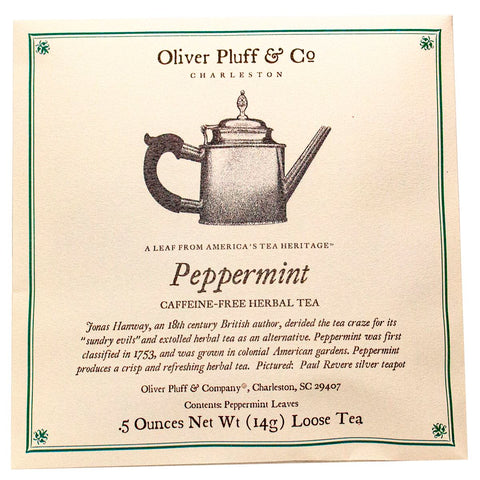 Oliver Pluff & Co
CHARLESTON
A LEAF FROM AMERICA'S TEA HERITAGE™
Peppermint
CAFFEINE-FREE HERBAL TEA
Jonas Hanway, an 18th century British author, derided the tea craze for its
"sundry evils" and extolled herbal tea as an alternative. Peppermint was first
classified in 1753, and was grown in colonial American gardens. Peppermint
produces a crisp and refreshing herbal tea. Pictured: Paul Revere silver teapot
Oliver Pluff & Company®, Charleston, SC 29407
Contents: Peppermint Leaves
.5 Ounces Net Wt (14g) Loose Tea